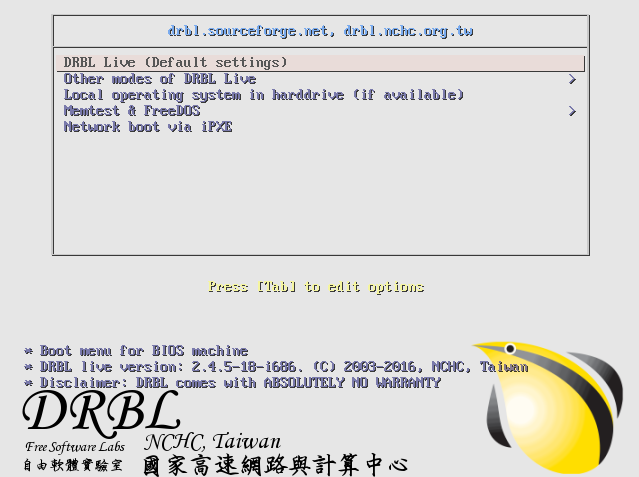 drbl.sourceforge.net, drbl.nchc.org.tw
DRBL Live (Default settings)
Other modes of DRBL Live >
Local operating system in harddrive (if available)
Memtest & FreeDOS >
Network boot via iPXE
Press [Tab] to edit options
* Boot menu for BIOS machine
* DRBL live version: 2.4.5-18-i686. (C) 2003-2016, NCHC, Taiwan
* Disclaimer: DRBL comes with ABSOLUTELY NO WARRANTY
DRBL
Free Software Labs NCHC, Taiwan
自由軟體實驗室 國家高速網路與計算中心